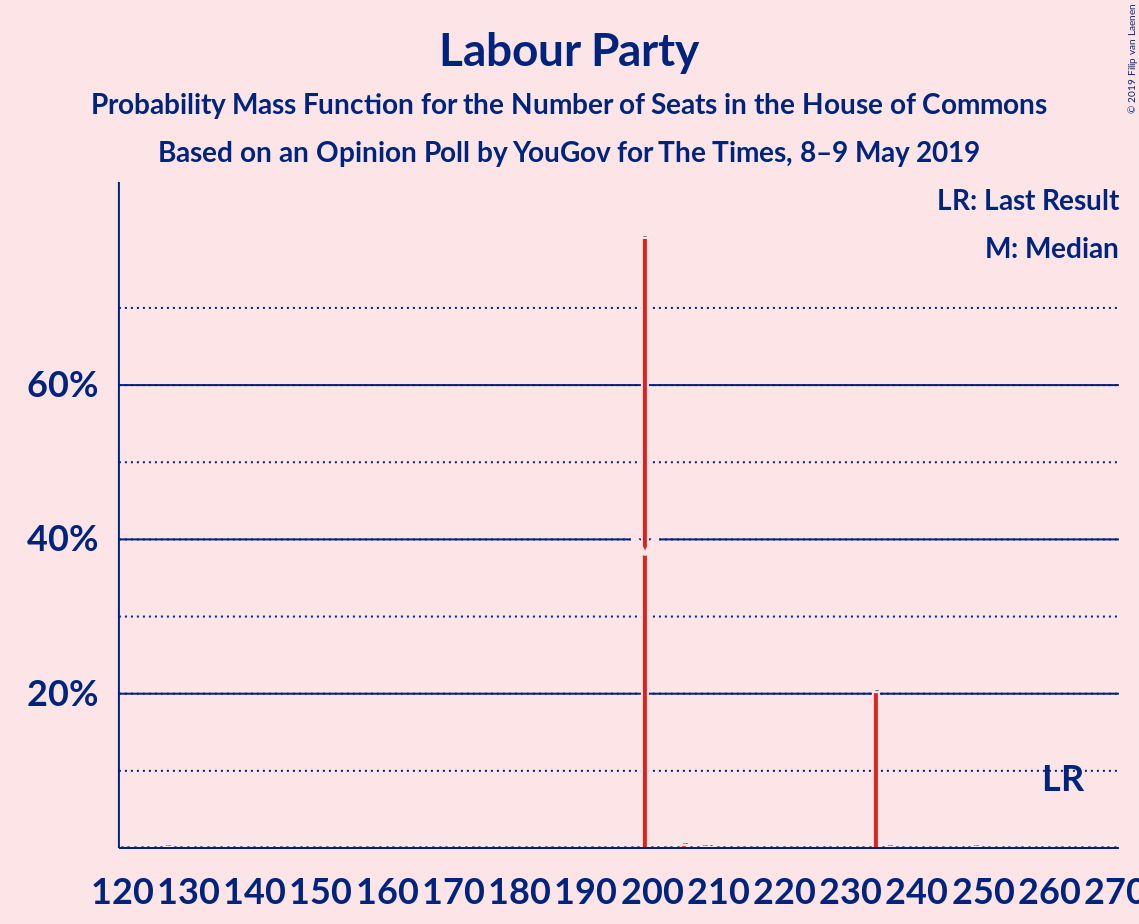 Labour Party
Probability Mass Function for the Number of Seats in the House of Commons
Based on an Opinion Poll by YouGov for The Times, 8–9 May 2019
© 2019 Filip van Laenen
LR: Last Result
M: Median
60%
40%
20%
LR
120 130 140 150 160 170 180 190 200 210 220 230 240 250 260 270